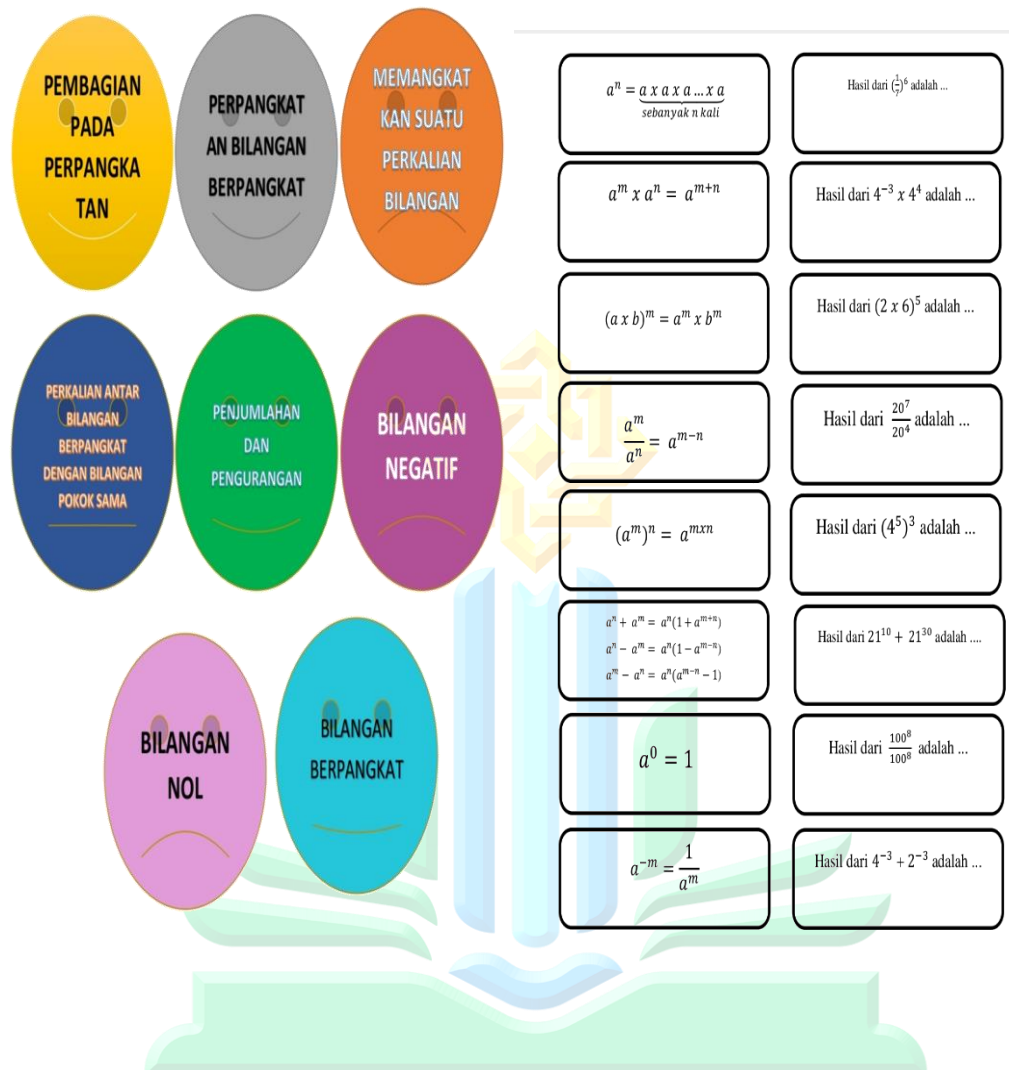 PEMBAGIAN
PADA
PERPANGKA
TAN
PERPANGKAT
AN BILANGAN
BERPANGKAT
MEMANGKAT
KAN SUATU
PERKALIAN
BILANGAN
PERKALIAN ANTAR
BILANGAN
BERPANGKAT
DENGAN BILANGAN
POKOK SAMA
PENJUMLAHAN
DAN
PENGURANGAN
BILANGAN
NEGATIF
BILANGAN
NOL
BILANGAN
BERPANGKAT
aⁿ = a x a x a … x a
sebanyak n kali
Hasil dari (1/7)⁶ adalah ...
aᵐ x aⁿ = aᵐ⁺ⁿ
Hasil dari 4⁻³ x 4⁴ adalah ...
(a x b)ᵐ = aᵐ x bᵐ
Hasil dari (2 x 6)⁵ adalah ...
aᵐ/aⁿ = aᵐ⁻ⁿ
Hasil dari 20⁷/20⁴ adalah ...
(aᵐ)ⁿ = aᵐˣⁿ
Hasil dari (4⁵)³ adalah ...
aⁿ + aᵐ = aⁿ(1 + aᵐ⁺ⁿ)
aⁿ − aᵐ = aⁿ(1 − aᵐ⁻ⁿ)
aᵐ − aⁿ = aⁿ(aᵐ⁻ⁿ − 1)
Hasil dari 21¹⁰ + 21³⁰ adalah ....
a⁰ = 1
Hasil dari 100⁸/100⁸ adalah ...
a⁻ᵐ = 1/aᵐ
Hasil dari 4⁻³ + 2⁻³ adalah ...